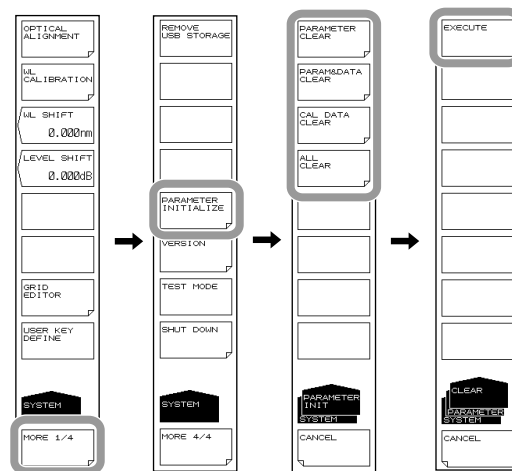 OPTICAL
ALIGNMENT
WL
CALIBRATION
WL SHIFT
0.000nm
LEVEL SHIFT
0.000dB
GRID
EDITOR
USER KEY
DEFINE
SYSTEM
MORE 1/4
REMOVE
USB STORAGE
PARAMETER
INITIALIZE
VERSION
TEST MODE
SHUT DOWN
SYSTEM
MORE 4/4
PARAMETER
CLEAR
PARAM&DATA
CLEAR
CAL DATA
CLEAR
ALL
CLEAR
PARAMETER
INIT
SYSTEM
CANCEL
EXECUTE
CLEAR
PARAMETER
SYSTEM
CANCEL